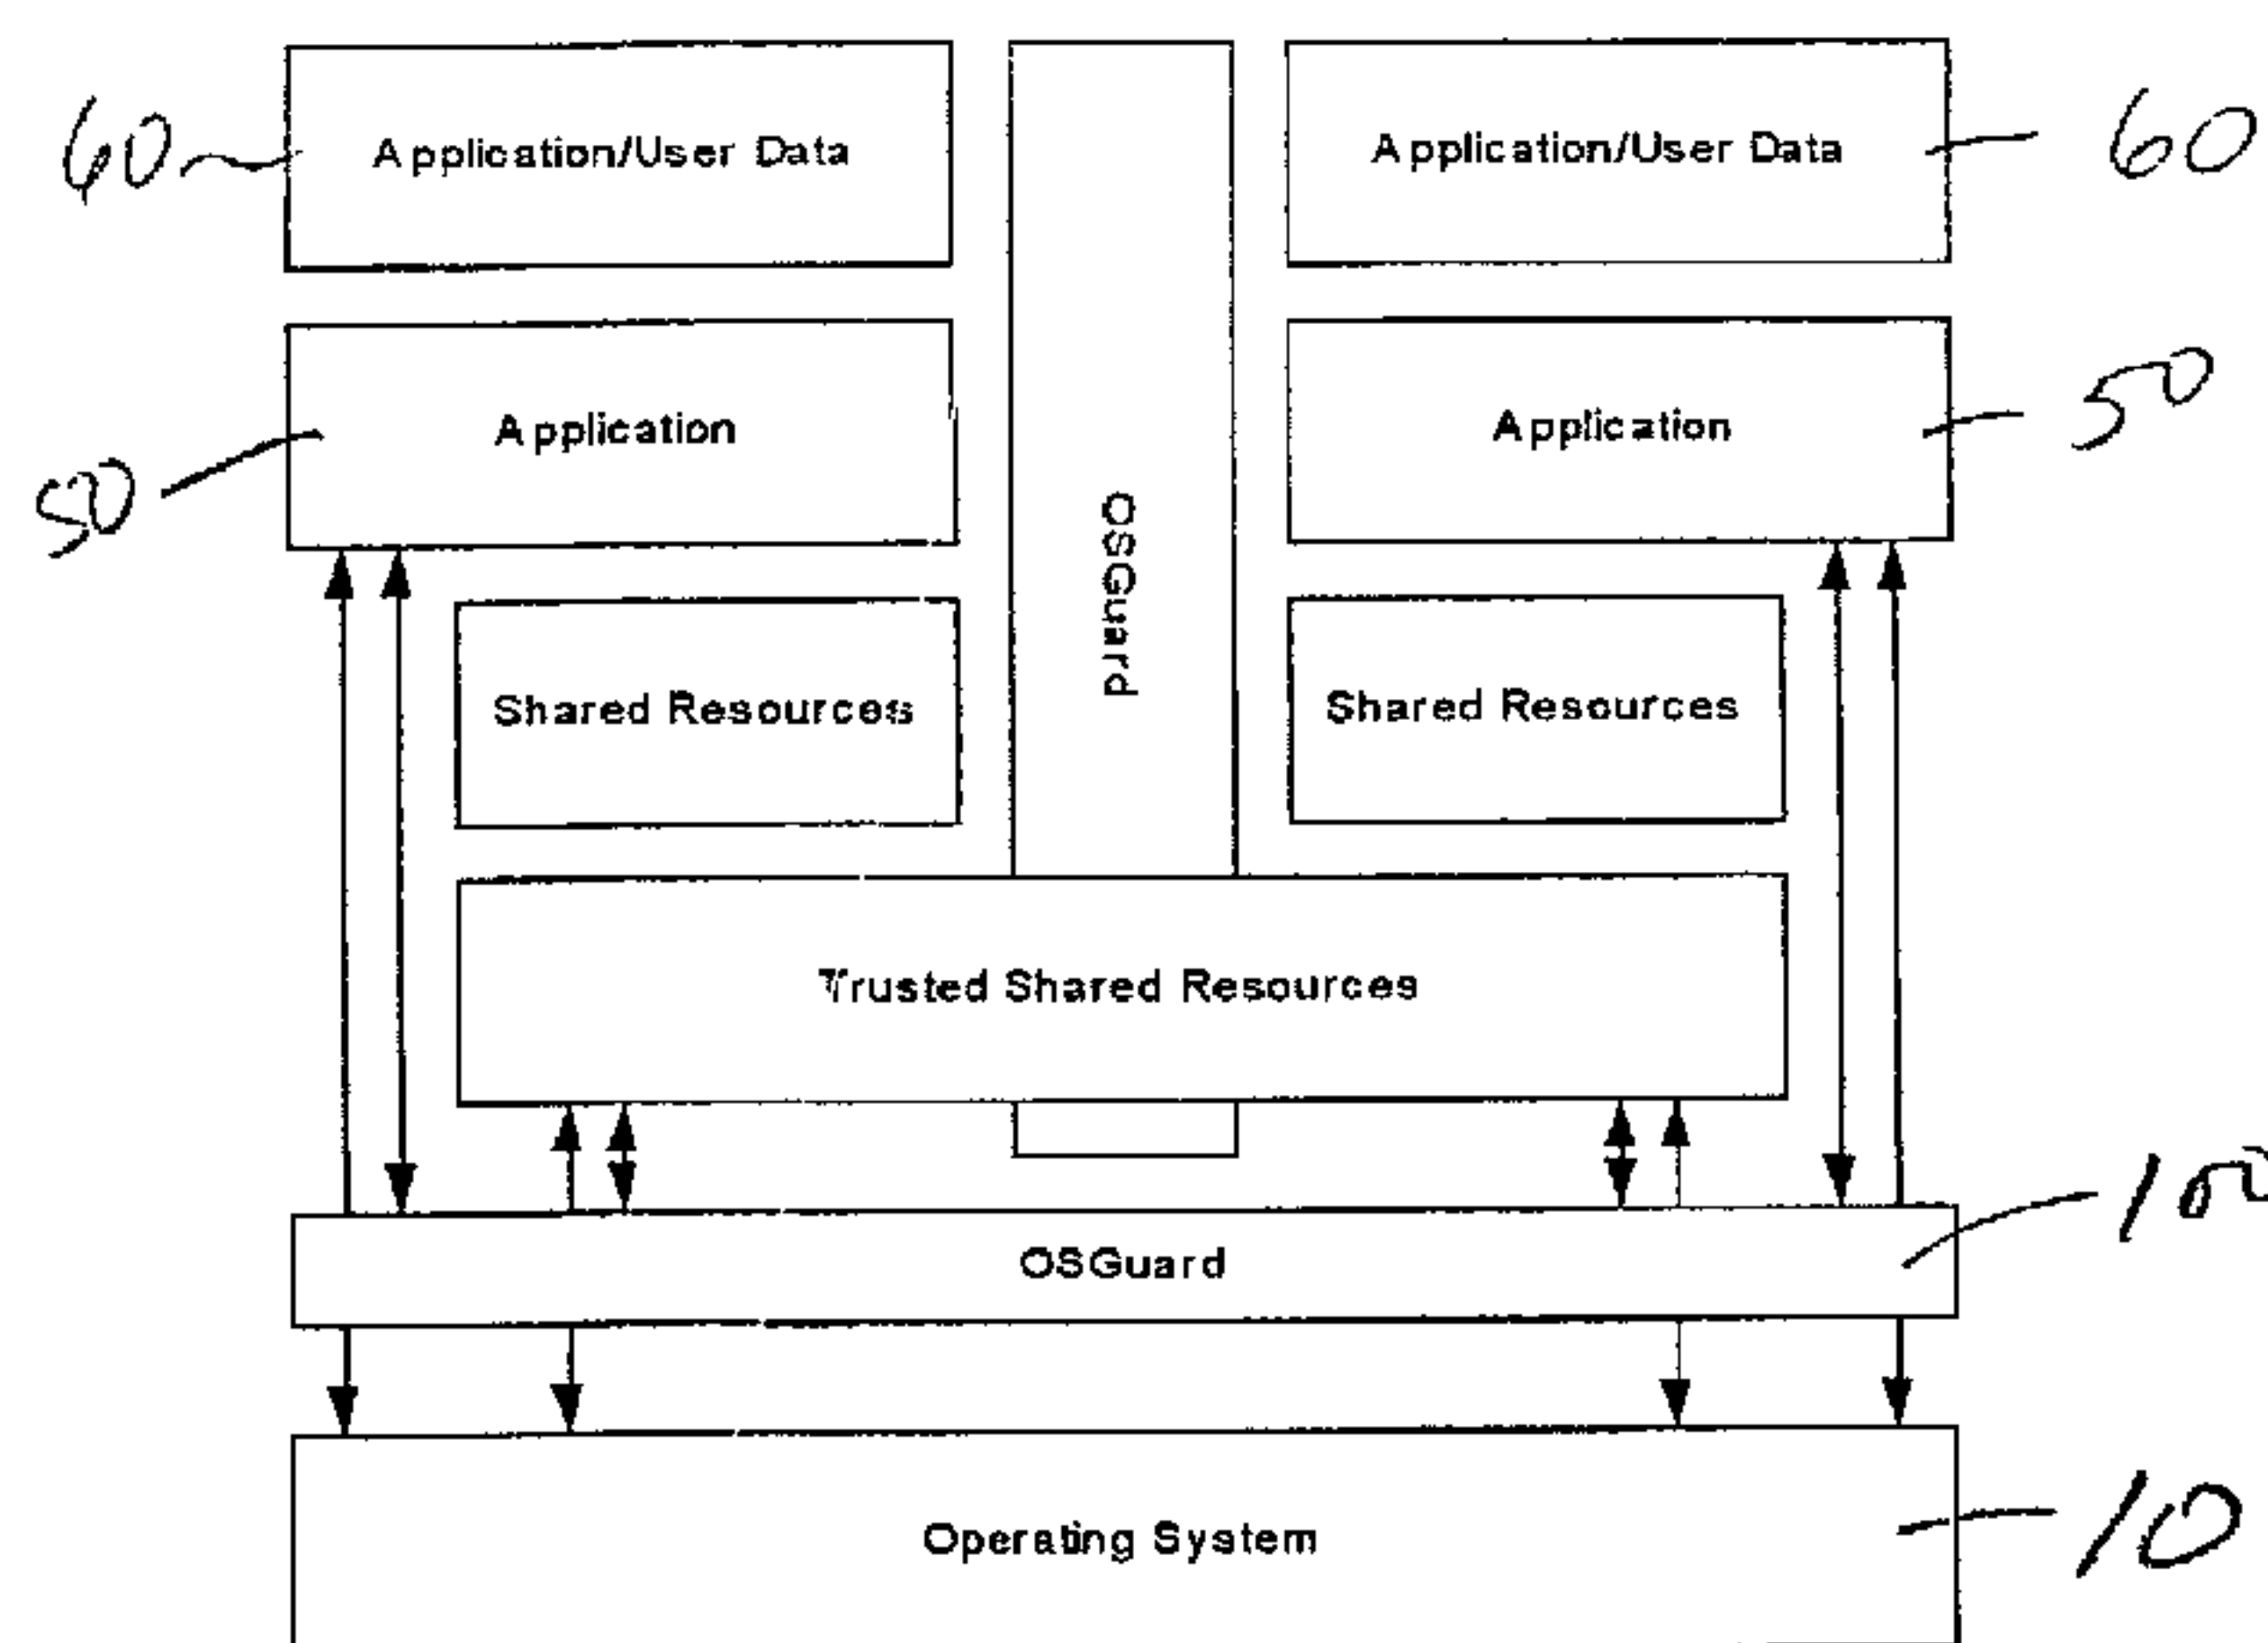 60 Application/User Data Application/User Data 60
Application Application 50
50
OSGuard
Shared Resources Shared Resources
Trusted Shared Resources
100
OSGuard
Operating System 10